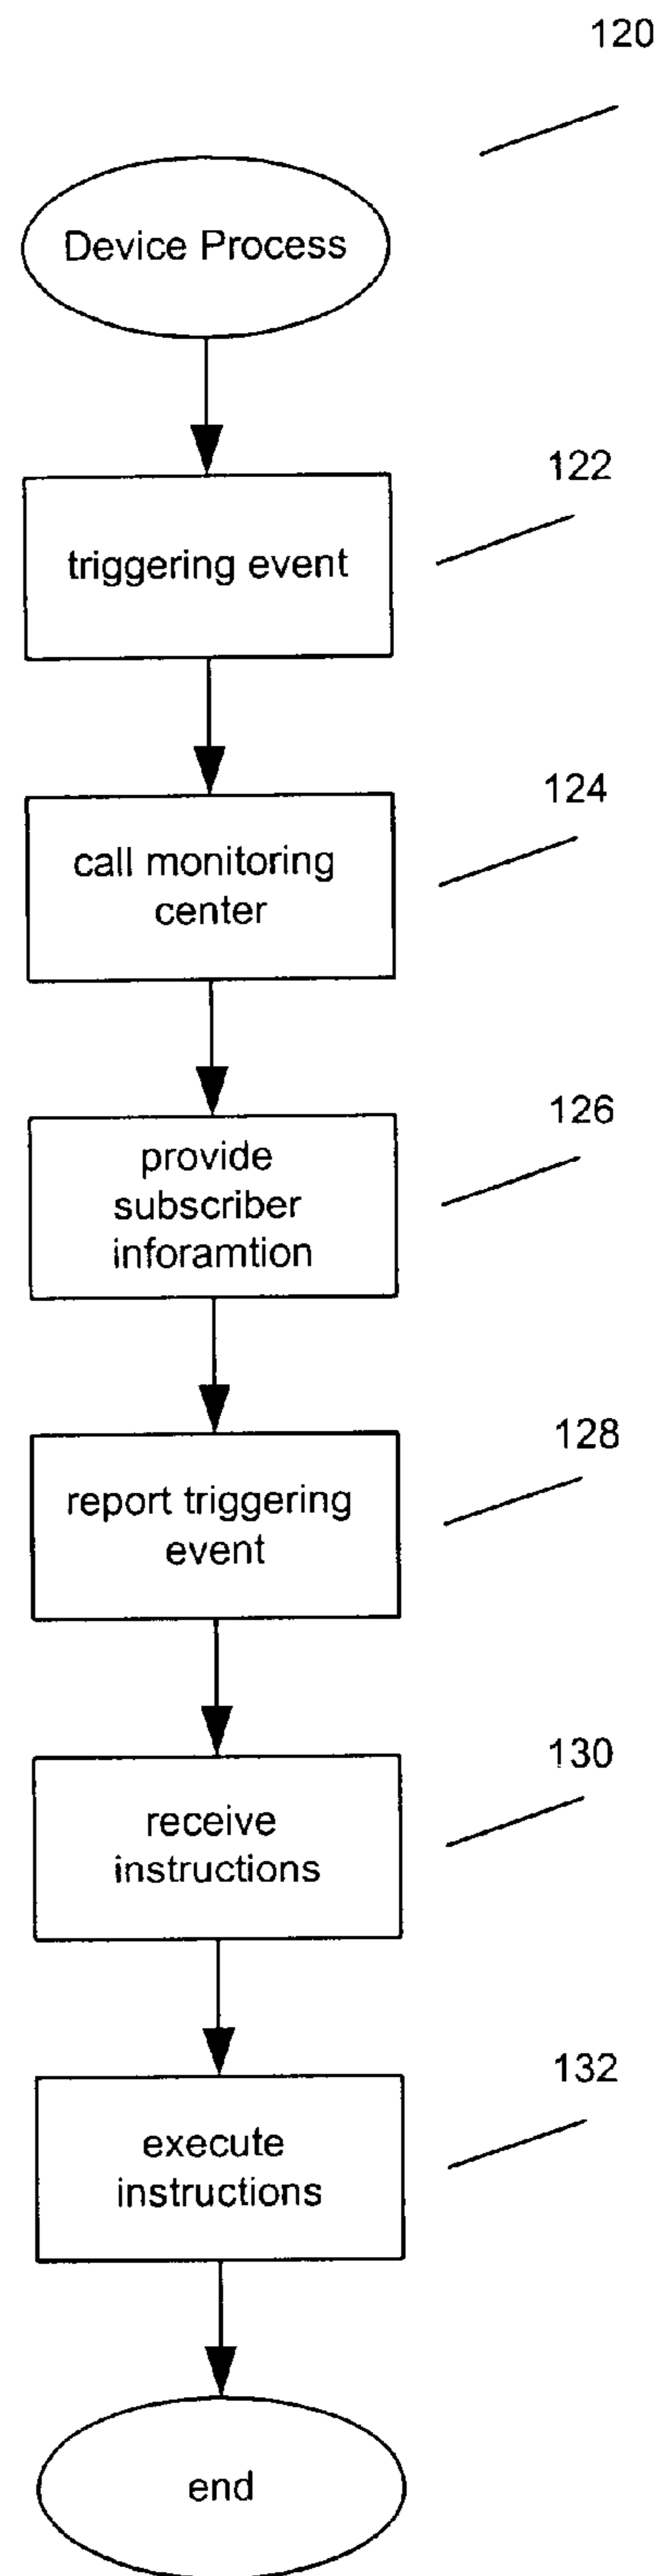 120
Device Process
122
triggering event
124
call monitoring
center
126
provide
subscriber
inforamtion
128
report triggering
event
130
receive
instructions
132
execute
instructions
end